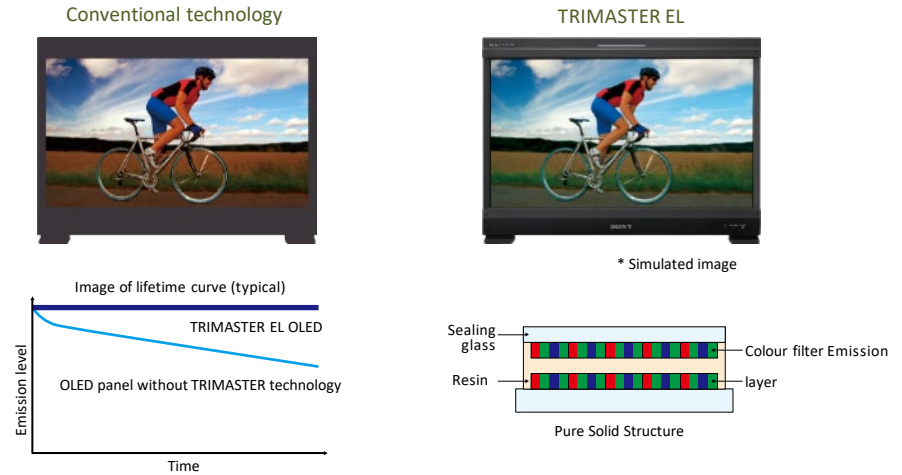 Conventional technology
TRIMASTER EL
SONY
* Simulated image
Image of lifetime curve (typical)
TRIMASTER EL OLED
OLED panel without TRIMASTER technology
Emission level
Time
Sealing
glass
Colour filter Emission
Resin
layer
Pure Solid Structure